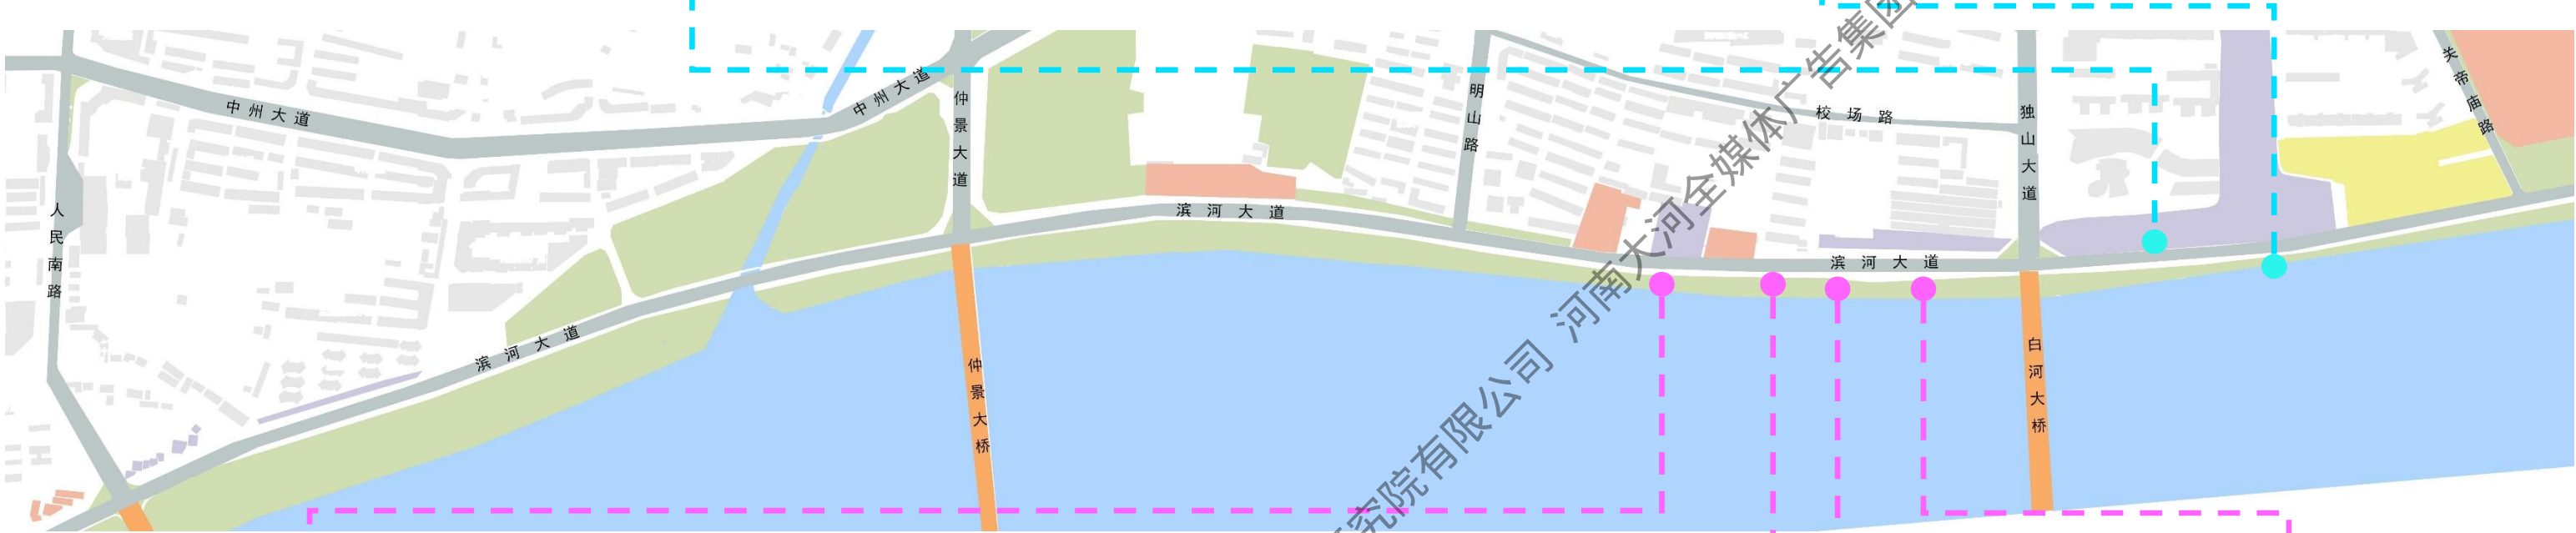 中州大道
中州大道
仲景大道
明山路
校场路
独山大道
关帝庙路
人民南路
滨河大道
滨河大道
滨河大道
仲景大桥
白河大桥
究院有限公司 河南大河全媒体广告集团